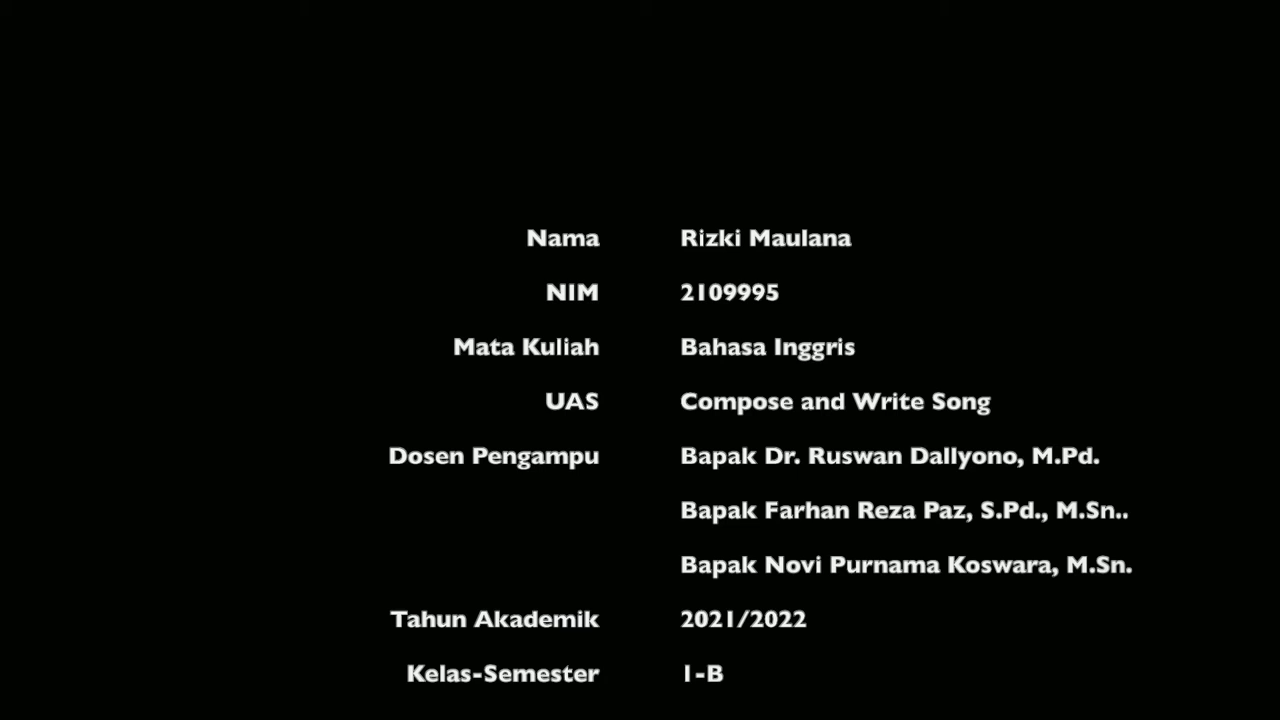 Nama Rizki Maulana
NIM 2109995
Mata Kuliah Bahasa Inggris
UAS Compose and Write Song
Dosen Pengampu Bapak Dr. Ruswan Dallyono, M.Pd.
Bapak Farhan Reza Paz, S.Pd., M.Sn..
Bapak Novi Purnama Koswara, M.Sn.
Tahun Akademik 2021/2022
Kelas-Semester 1-B